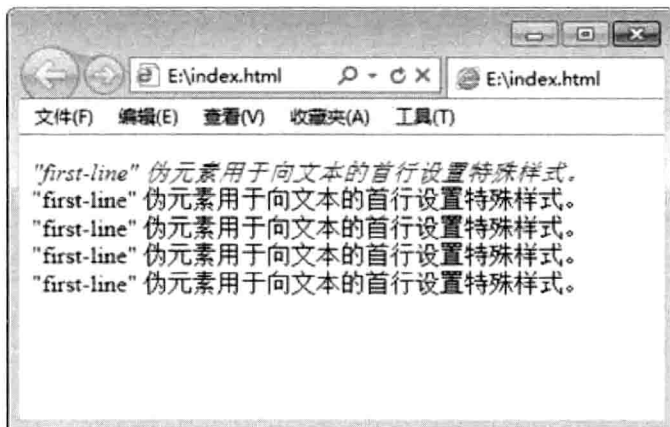 E:\index.html
E:\index.html
文件(F) 编辑(E) 查看(V) 收藏夹(A) 工具(T)
"first-line" 伪元素用于向文本的首行设置特殊样式。
"first-line" 伪元素用于向文本的首行设置特殊样式。
"first-line" 伪元素用于向文本的首行设置特殊样式。
"first-line" 伪元素用于向文本的首行设置特殊样式。
"first-line" 伪元素用于向文本的首行设置特殊样式。